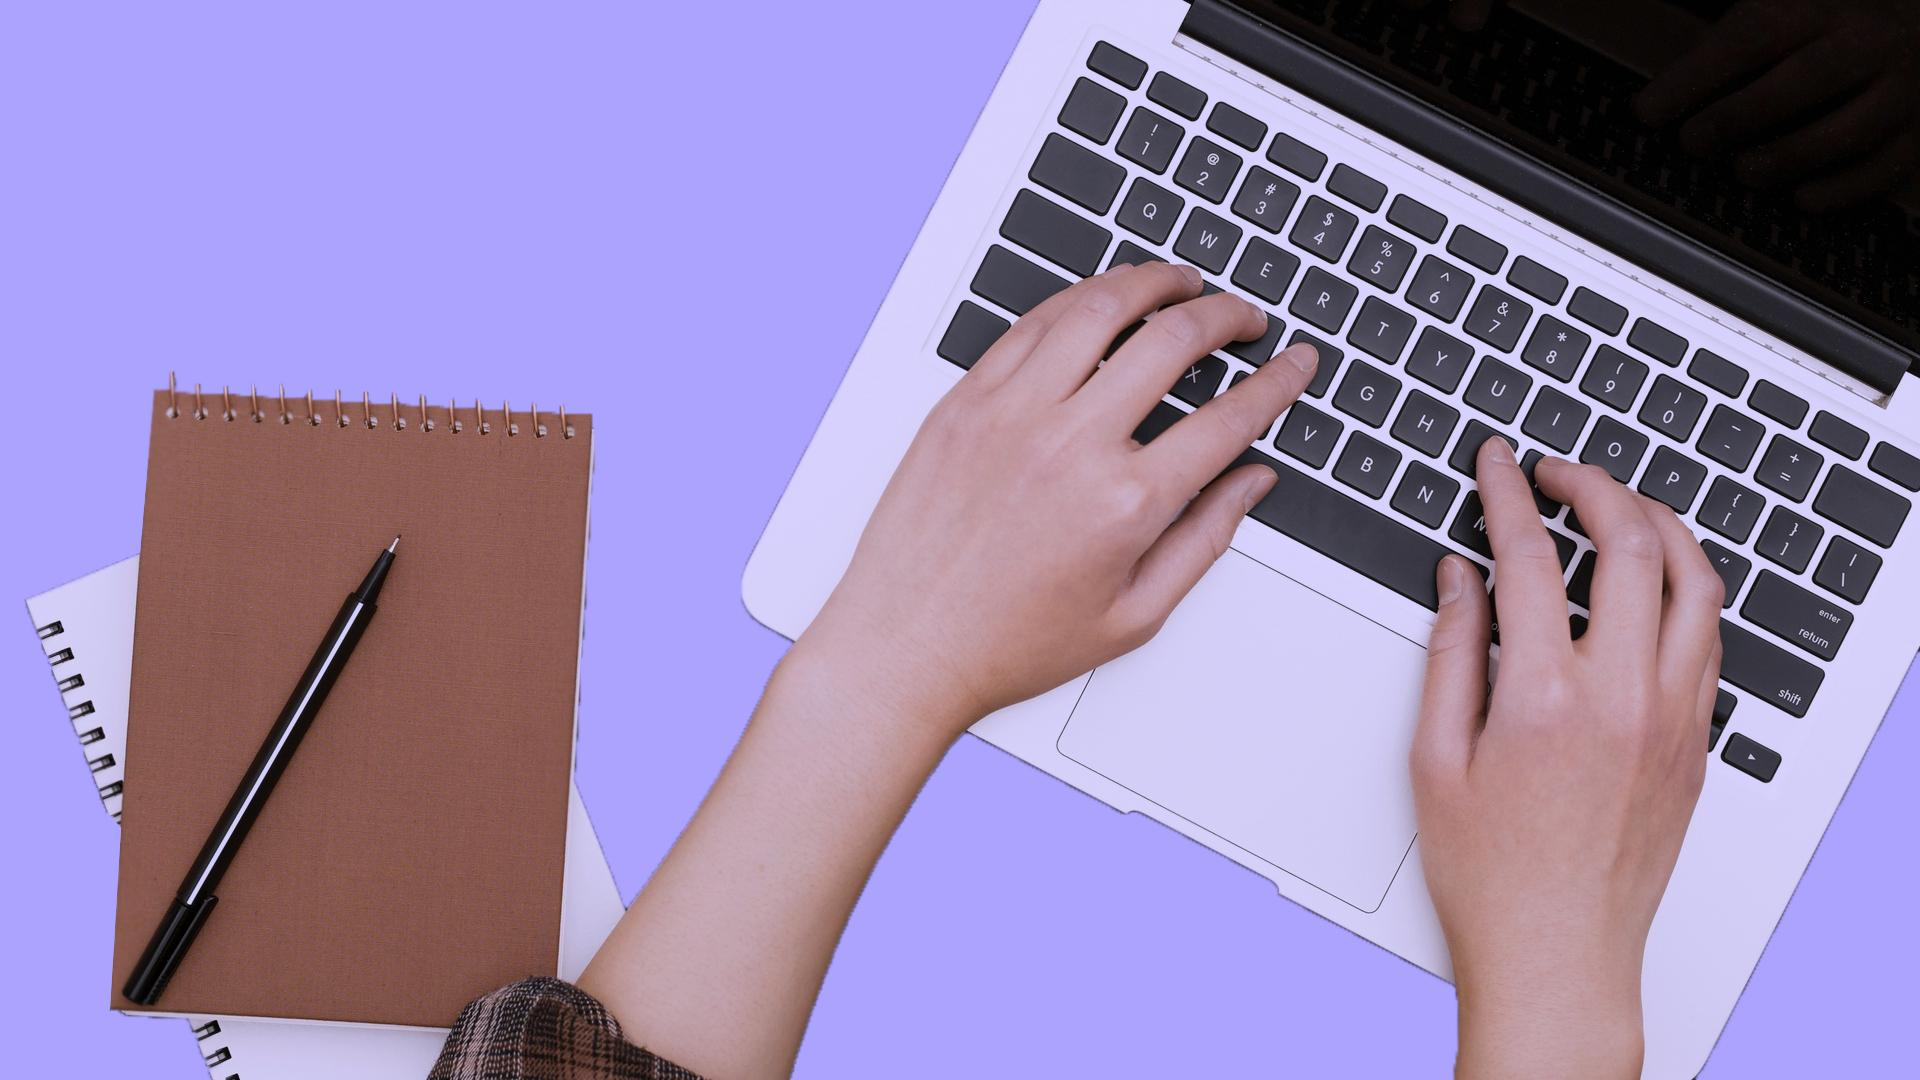 ! 1
@ 2
# 3
$ 4
% 5
^ 6
& 7
* 8
( 9
) 0
_ -
+ =
Q W E R T Y U I O P { [ } ] | \
G H "
enter return
X V B N M
shift